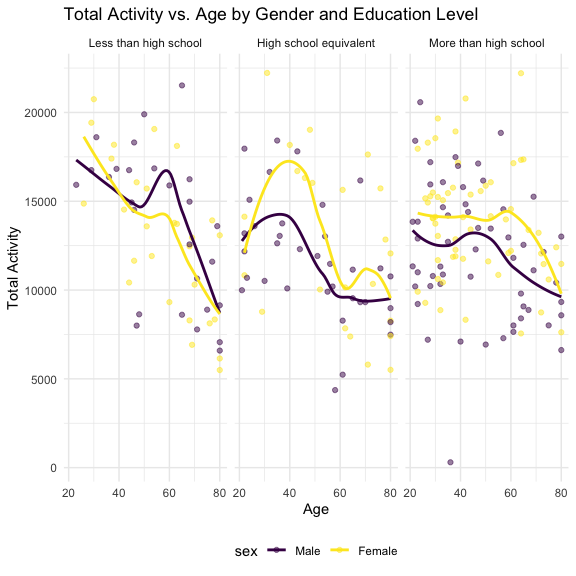 Total Activity vs. Age by Gender and Education Level
Less than high school High school equivalent More than high school
Total Activity
20000
15000
10000
5000
0
20 40 60 80 20 40 60 80 20 40 60 80
Age
sex Male Female